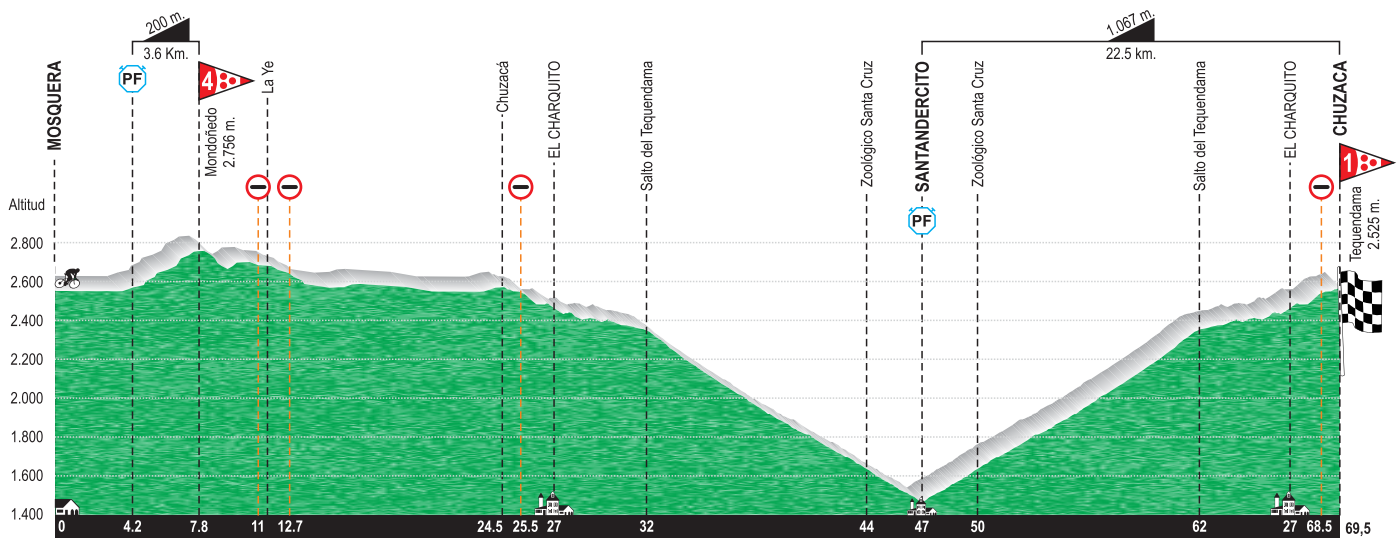 200 m.
3.6 Km.
1.067 m.
22.5 km.
MOSQUERA
PF
4
Mondoñedo
2.756 m.
La Ye
Chuzacá
EL CHARQUITO
Salto del Tequendama
Zoológico Santa Cruz
SANTANDERCITO
PF
Zoológico Santa Cruz
Salto del Tequendama
EL CHARQUITO
CHUZACÁ
1
Tequendama
2.525 m.
Altitud
2.800
2.600
2.400
2.200
2.000
1.800
1.600
1.400
0 4.2 7.8 11 12.7 24.5 25.5 27 32 44 47 50 62 27 68.5 69,5